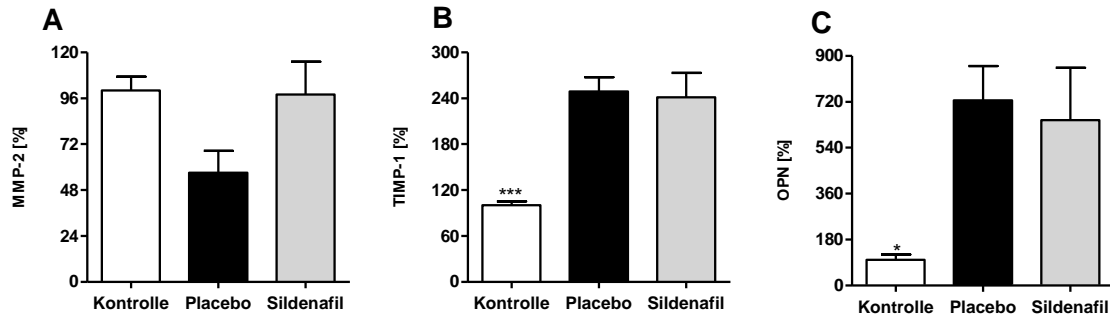 A
MMP-2 [%]
120
96
72
48
24
0
Kontrolle Placebo Sildenafil
B
TIMP-1 [%]
300
240
180
120
60
0
***
Kontrolle Placebo Sildenafil
C
OPN [%]
900
720
540
360
180
0
*
Kontrolle Placebo Sildenafil